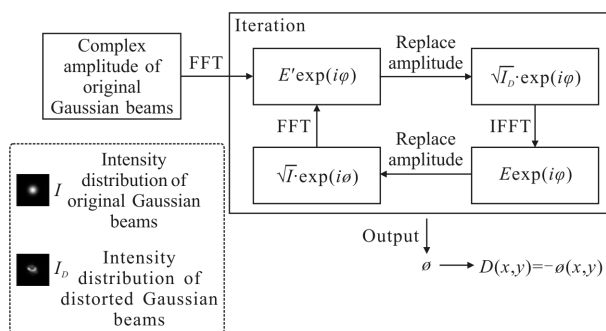 Iteration
Complex
amplitude of
original
Gaussian beams
FFT
E′exp(iφ)
Replace
amplitude
√I_D·exp(iφ)
FFT
IFFT
√I·exp(iø)
Replace
amplitude
Eexp(iφ)
I
Intensity
distribution of
original Gaussian
beams
I_D
Intensity
distribution of
distorted Gaussian
beams
Output
ø
D(x,y)=−ø(x,y)